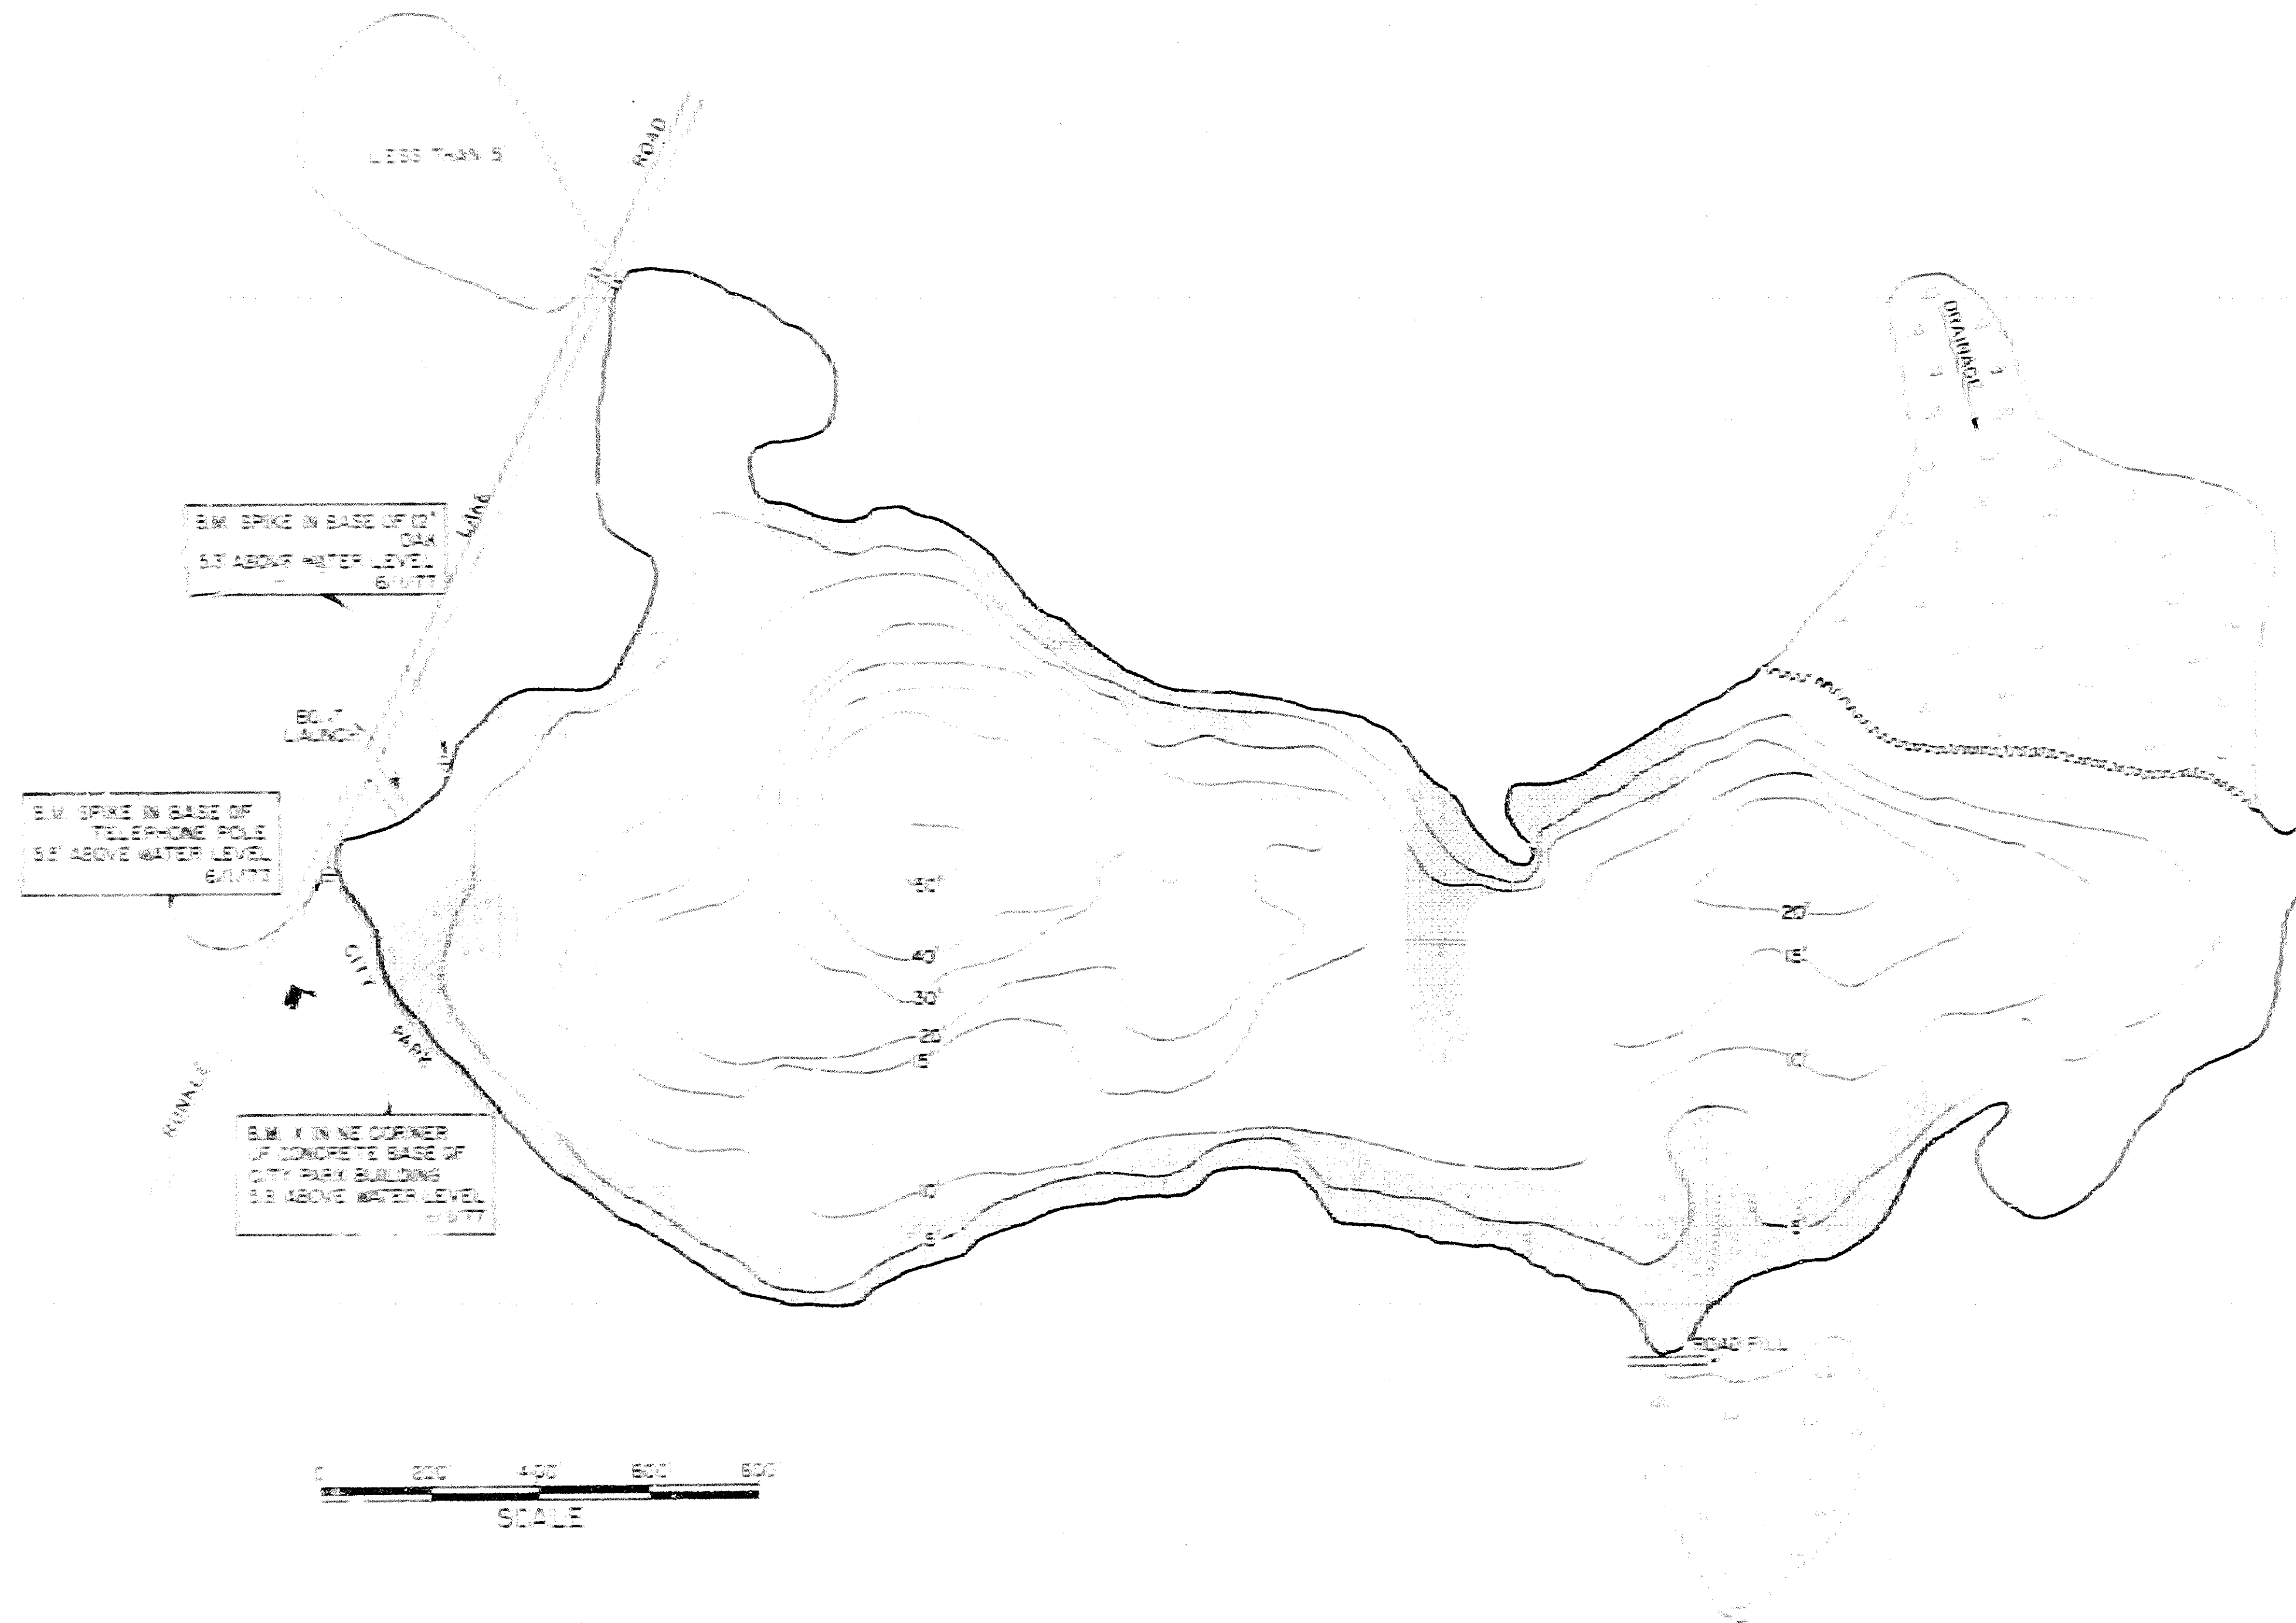 LESS THAN 5'
ROAD
DRAINAGE
B.M. SPIKE IN BASE OF 12"
OAK
5.3' ABOVE WATER LEVEL
6/1/77
BOAT
LAUNCH
B.M. SPIKE IN BASE OF
TELEPHONE POLE
5.5' ABOVE WATER LEVEL
6/1/77
CITY
PARK
B.M. X IN NE CORNER
OF CONCRETE BASE OF
CITY PARK BUILDING
ABOVE WATER LEVEL
50'
40'
30'
20'
15'
10'
5'
20'
15'
10'
5'
ROAD FILL
0 200' 400' 600' 800'
SCALE